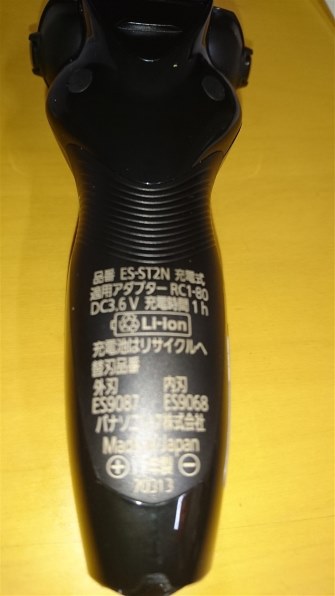 品番 ES-ST2N 充電式
適用アダプター RC1-80
DC3.6V 充電時間1h
Li-ion
充電池はリサイクルへ
替刃品番
外刃 内刃
ES9087 ES9068
パナソニック株式会社
Made in Japan
70313